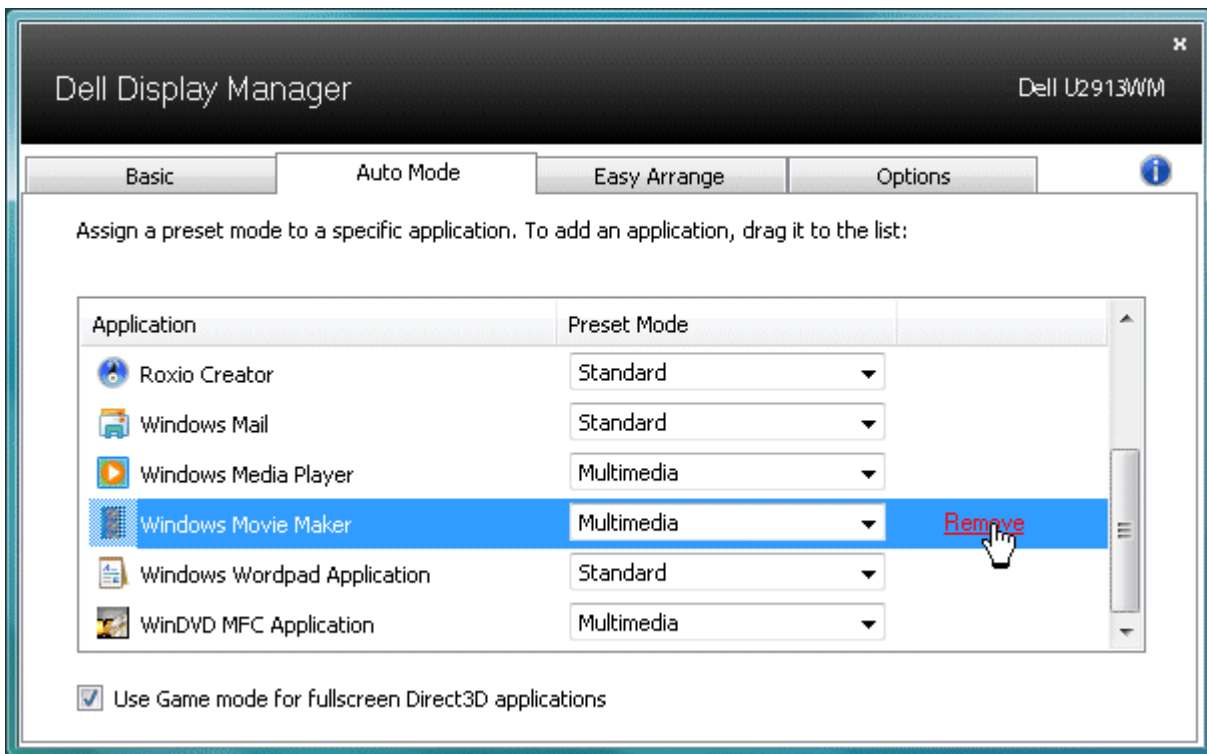 x
Dell Display Manager
Dell U2913WM
Basic Auto Mode Easy Arrange Options
Assign a preset mode to a specific application. To add an application, drag it to the list:
Application Preset Mode
Roxio Creator Standard
Windows Mail Standard
Windows Media Player Multimedia
Windows Movie Maker Multimedia Remove
Windows Wordpad Application Standard
WinDVD MFC Application Multimedia
Use Game mode for fullscreen Direct3D applications